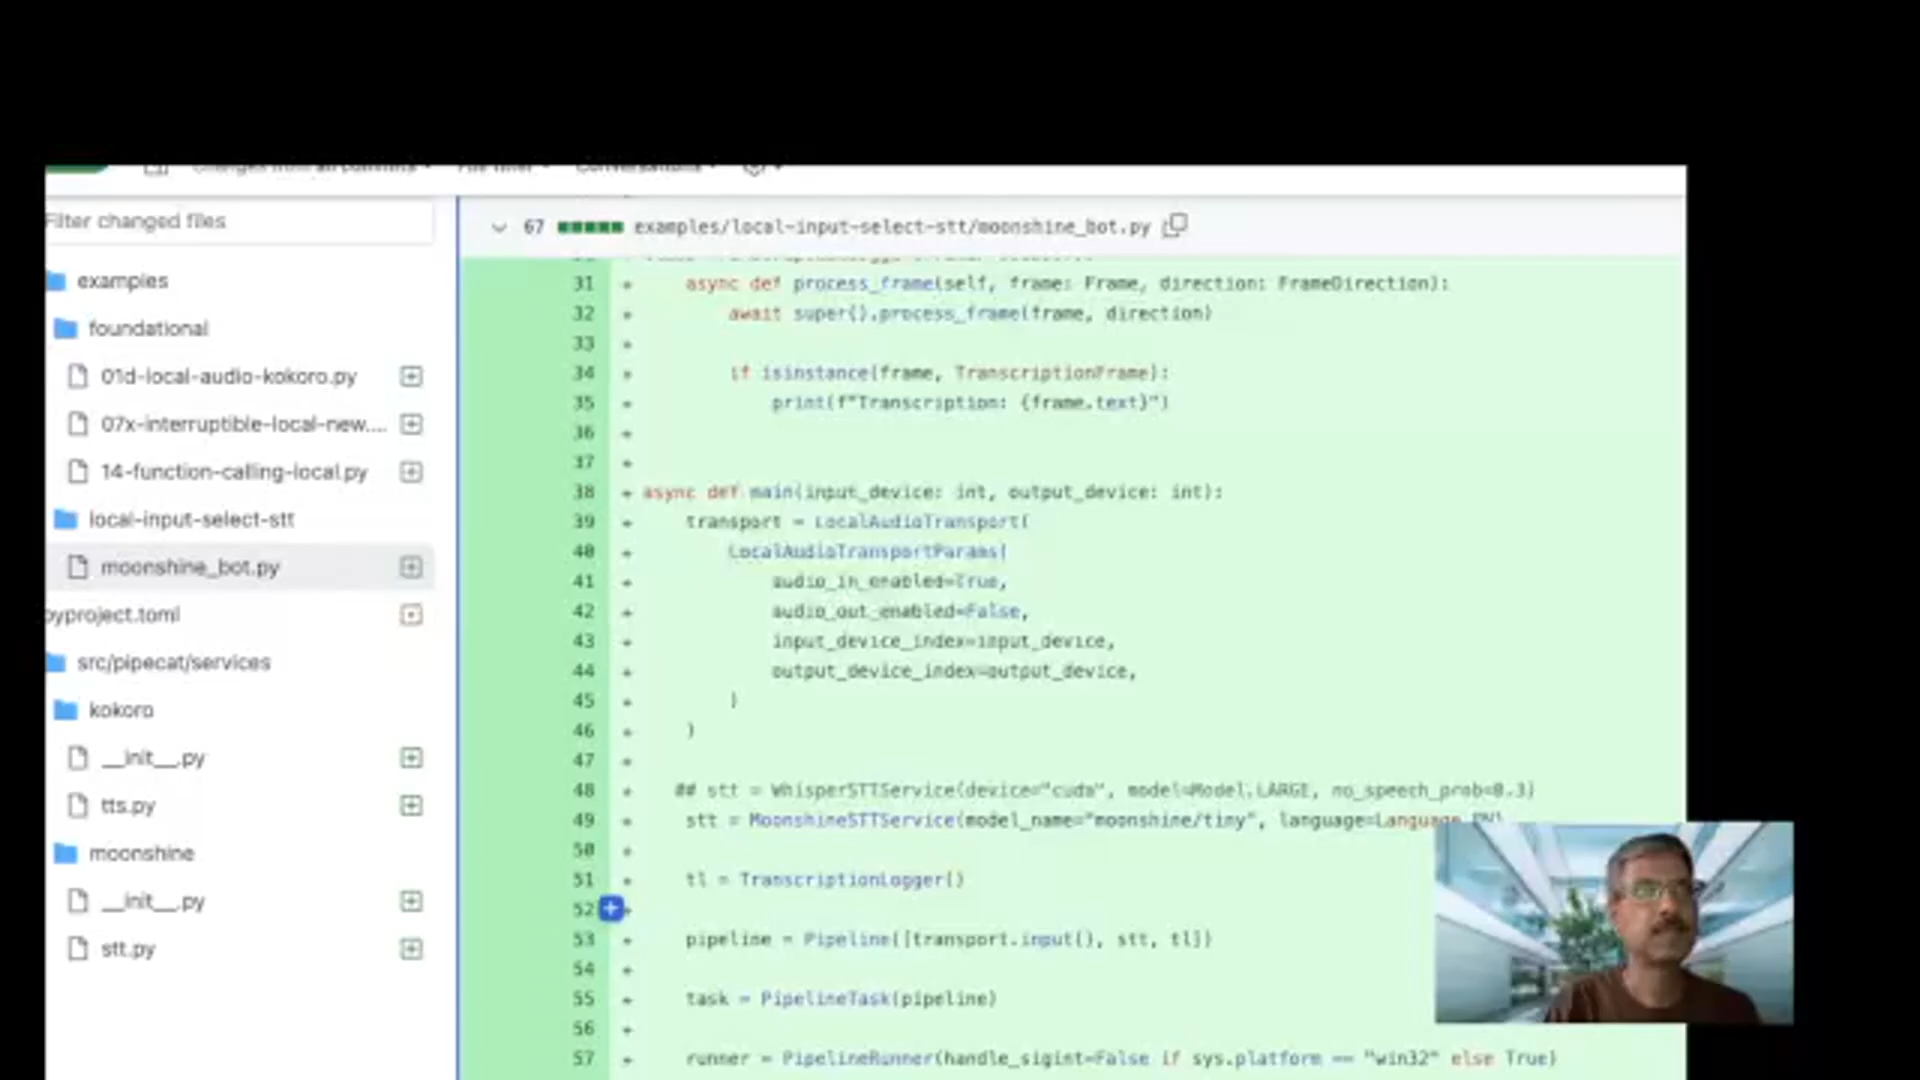 Changes from all commits File filter Conversations
Filter changed files
examples
foundational
01d-local-audio-kokoro.py
07x-interruptible-local-new....
14-function-calling-local.py
local-input-select-stt
moonshine_bot.py
pyproject.toml
src/pipecat/services
kokoro
__init__.py
tts.py
moonshine
__init__.py
stt.py
67 examples/local-input-select-stt/moonshine_bot.py
31 + async def process_frame(self, frame: Frame, direction: FrameDirection):
32 + await super().process_frame(frame, direction)
33 +
34 + if isinstance(frame, TranscriptionFrame):
35 + print(f"Transcription: {frame.text}")
36 +
37 +
38 + async def main(input_device: int, output_device: int):
39 + transport = LocalAudioTransport(
40 + LocalAudioTransportParams(
41 + audio_in_enabled=True,
42 + audio_out_enabled=False,
43 + input_device_index=input_device,
44 + output_device_index=output_device,
45 + )
46 + )
47 +
48 + ## stt = WhisperSTTService(device="cuda", model=Model.LARGE, no_speech_prob=0.3)
49 + stt = MoonshineSTTService(model_name="moonshine/tiny", language=Language
50 +
51 + tl = TranscriptionLogger()
52 +
53 + pipeline = Pipeline([transport.input(), stt, tl])
54 +
55 + task = PipelineTask(pipeline)
56 +
57 + runner = PipelineRunner(handle_sigint=False if sys.platform == "win32" else True)